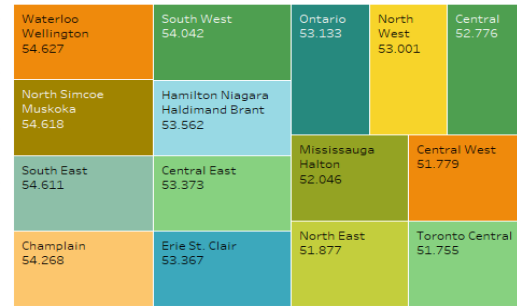 Waterloo
Wellington
54.627
North Simcoe
Muskoka
54.618
South East
54.611
Champlain
54.268
South West
54.042
Hamilton Niagara
Haldimand Brant
53.562
Central East
53.373
Erie St. Clair
53.367
Ontario
53.133
North
West
53.001
Central
52.776
Mississauga
Halton
52.046
Central West
51.779
North East
51.877
Toronto Central
51.755